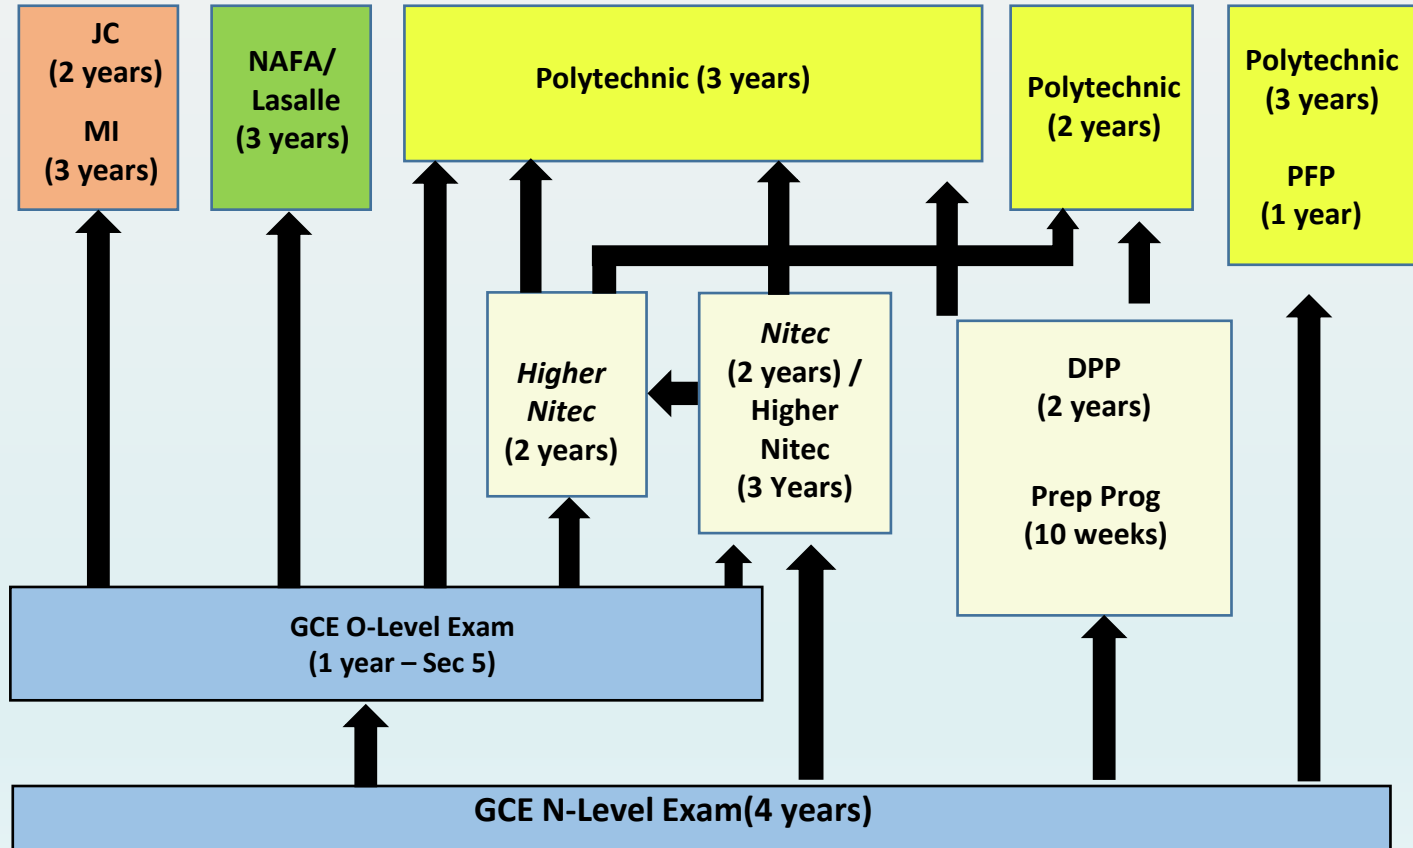 JC
(2 years)
MI
(3 years)
NAFA/
Lasalle
(3 years)
Polytechnic (3 years)
Polytechnic
(2 years)
Polytechnic
(3 years)
PFP
(1 year)
Higher
Nitec
(2 years)
Nitec
(2 years) /
Higher
Nitec
(3 Years)
DPP
(2 years)
Prep Prog
(10 weeks)
GCE O-Level Exam
(1 year – Sec 5)
GCE N-Level Exam(4 years)